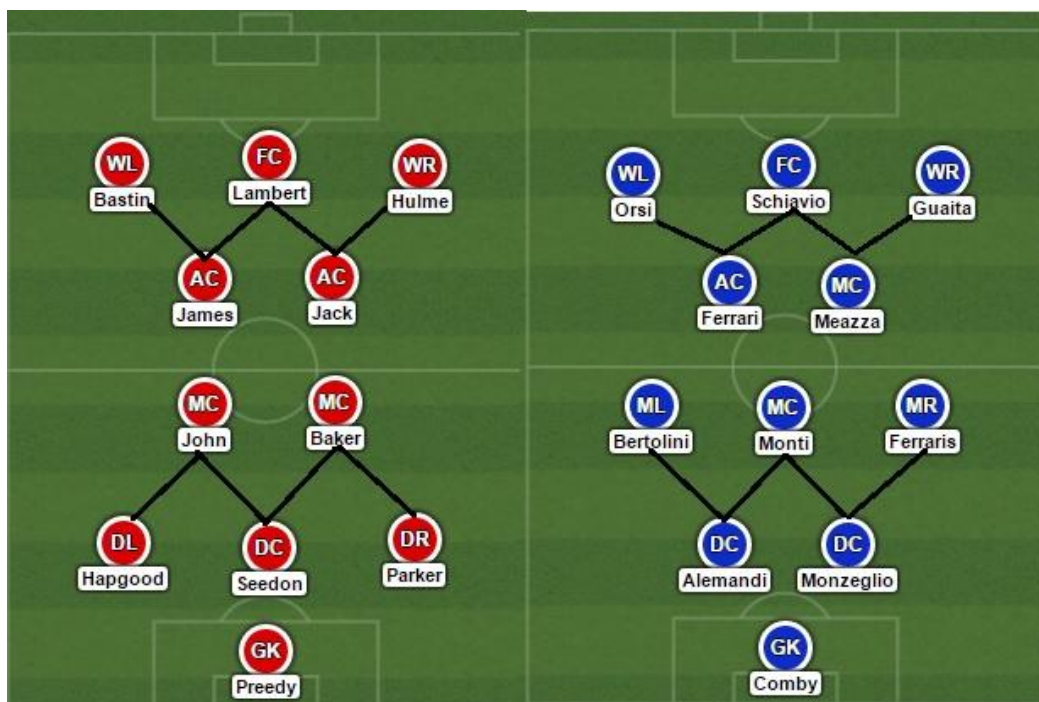 WL
Bastin
FC
Lambert
WR
Hulme
AC
James
AC
Jack
MC
John
MC
Baker
DL
Hapgood
DC
Seedon
DR
Parker
GK
Preedy
WL
Orsi
FC
Schiavio
WR
Guaita
AC
Ferrari
MC
Meazza
ML
Bertolini
MC
Monti
MR
Ferraris
DC
Alemandi
DC
Monzeglio
GK
Comby